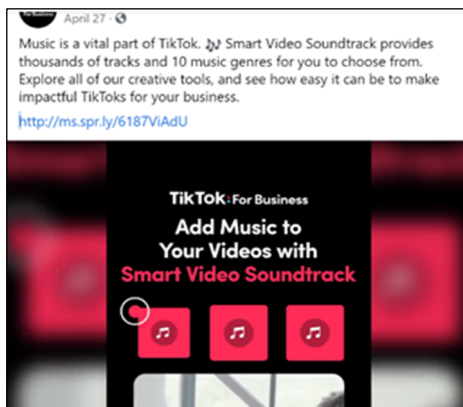 April 27 ·
Music is a vital part of TikTok. 🎶 Smart Video Soundtrack provides
thousands of tracks and 10 music genres for you to choose from.
Explore all of our creative tools, and see how easy it can be to make
impactful TikToks for your business.
http://ms.spr.ly/6187ViAdU
TikTok: For Business
Add Music to
Your Videos with
Smart Video Soundtrack